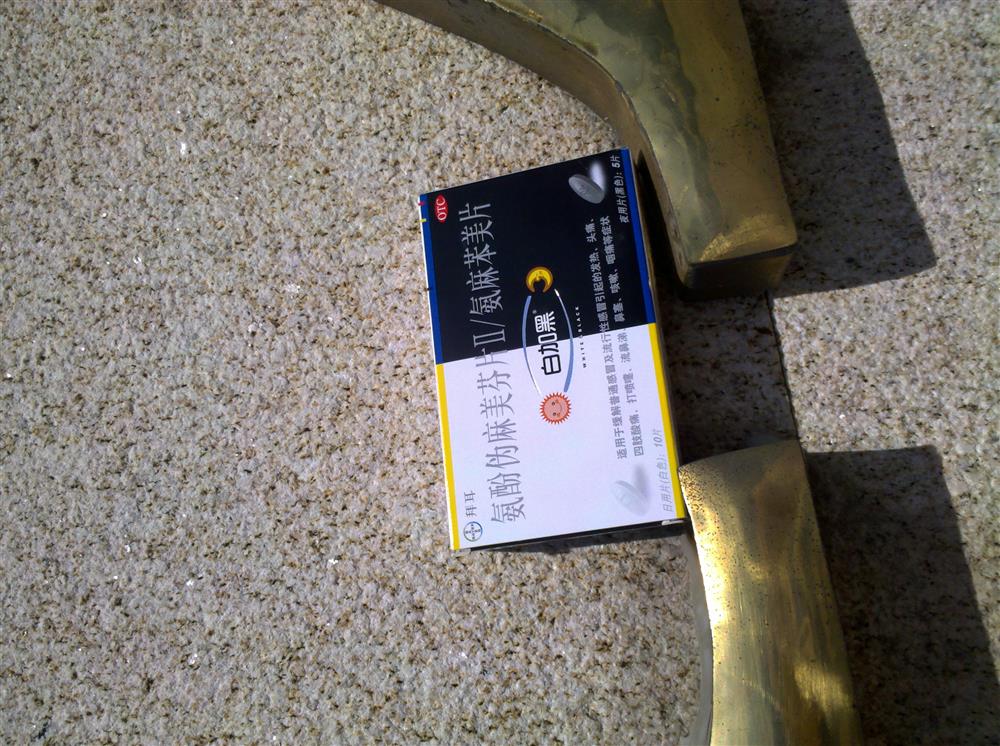 拜耳
OTC
氨酚伪麻美芬片II/氨麻苯美片
白加黑®
WHITE BLACK
适用于缓解普通感冒及流行性感冒引起的发热、头痛、
四肢酸痛、打喷嚏、流鼻涕、鼻塞、咳嗽、咽痛等症状
日用片(白色)：10片
夜用片(黑色)：5片